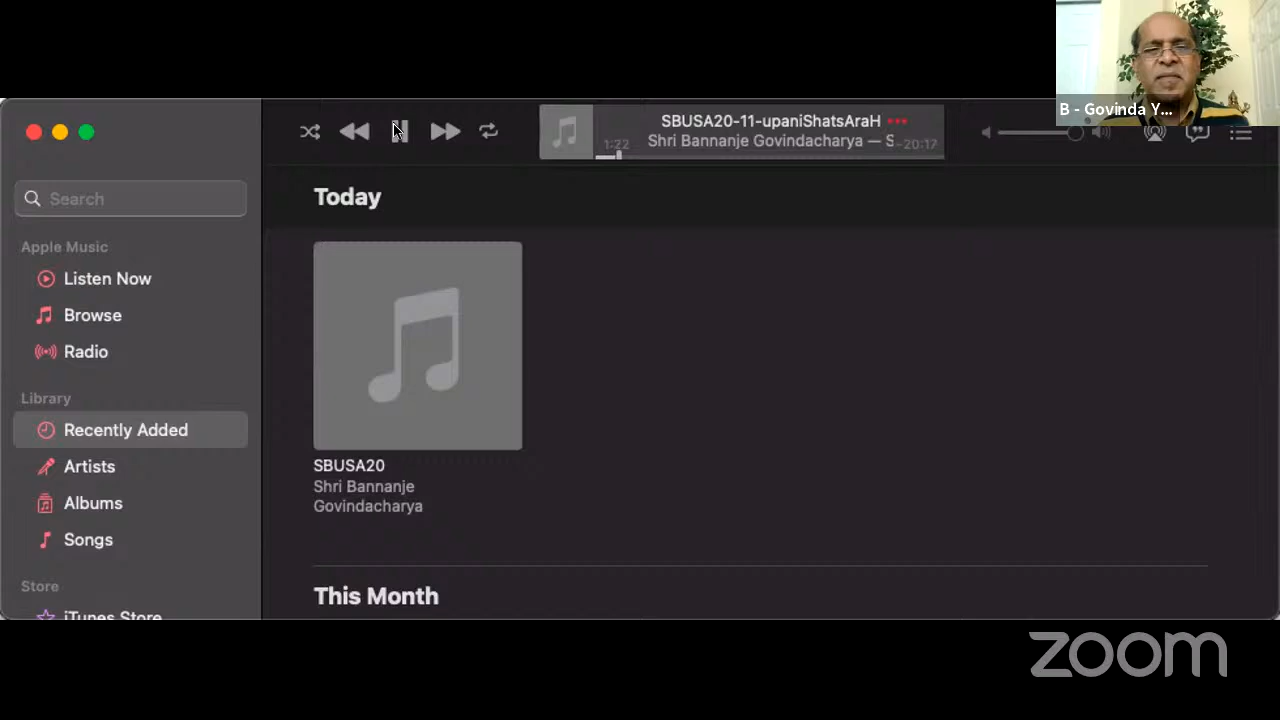 B - Govinda Y...
SBUSA20-11-upaniShatsAraH
1:22
Shri Bannanje Govindacharya — S
-20:17
Search
Today
Apple Music
Listen Now
Browse
Radio
Library
Recently Added
Artists
Albums
Songs
Store
iTunes Store
SBUSA20
Shri Bannanje
Govindacharya
This Month
zoom